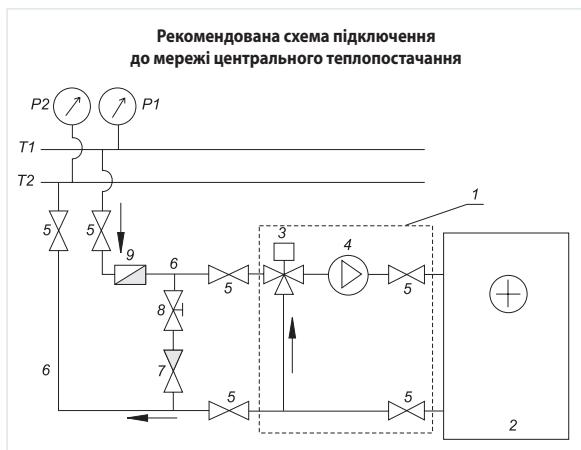 Рекомендована схема підключення
до мережі центрального теплопостачання
P2 P1
T1
T2
1
5 5 3 4
9 6
5 5
8
6 7
5 5
2